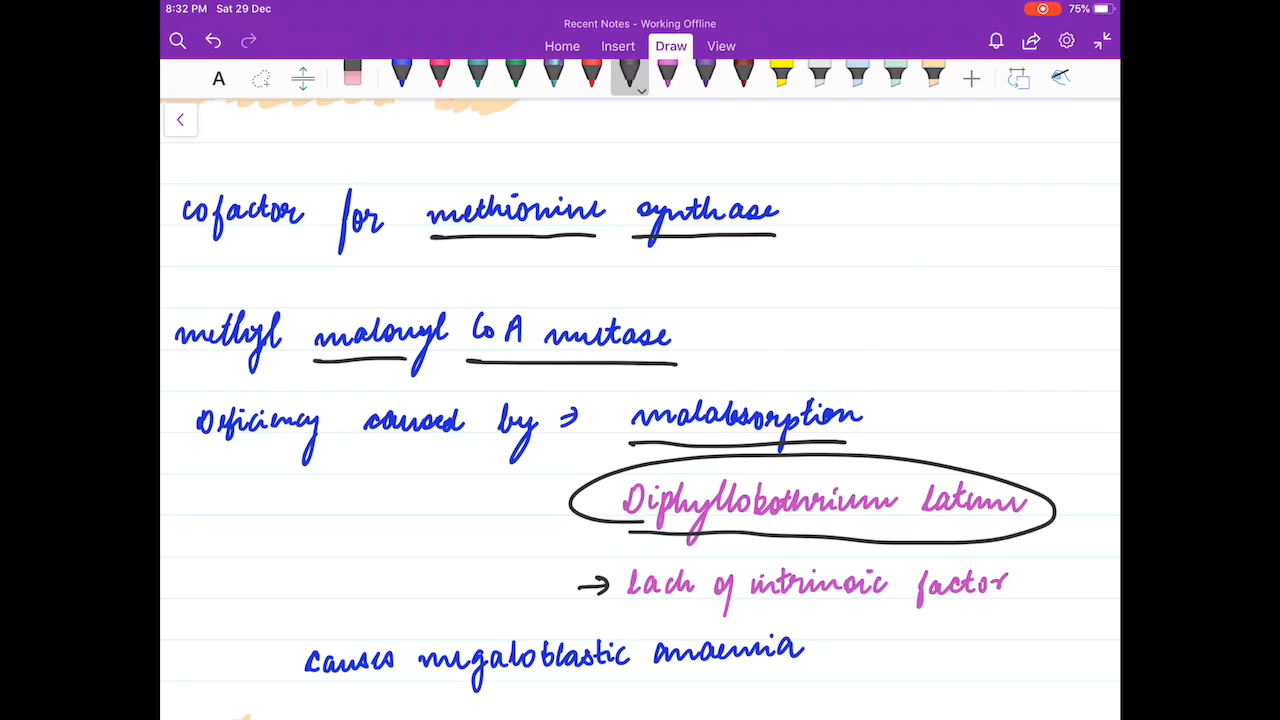 8:32 PM Sat 29 Dec
75%
Recent Notes - Working Offline
Home Insert Draw View
A
cofactor for methionine synthase
methyl malonyl CoA mutase
Deficiency caused by ⇒ malabsorption
Diphyllobothrium latum
→ lack of intrinsic factor
causes megaloblastic anaemia